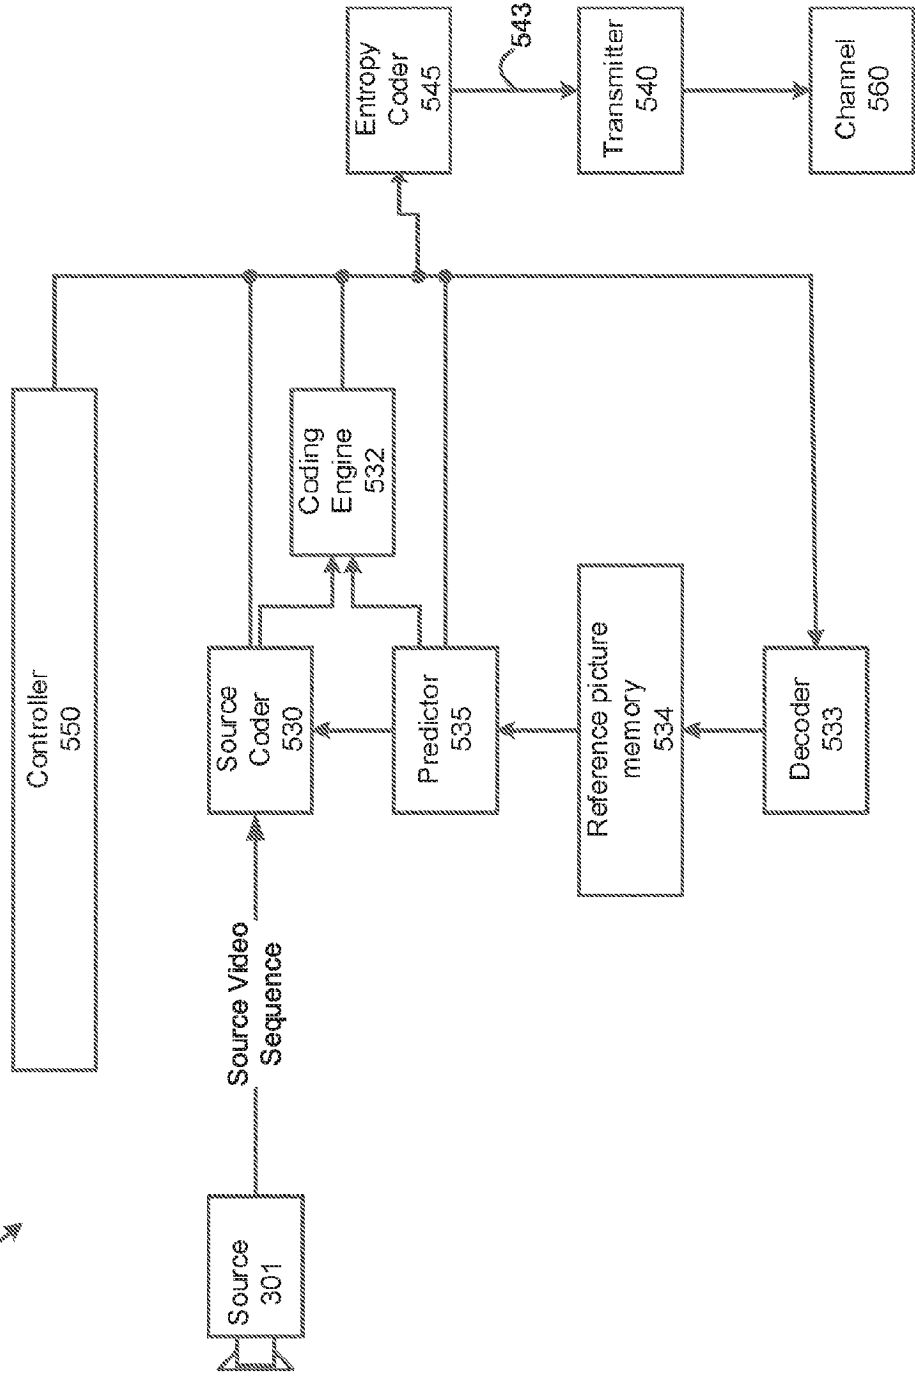 Controller
550
Source
301
Source Video
Sequence
Source
Coder
530
Coding
Engine
532
Predictor
535
Reference picture
memory
534
Decoder
533
Entropy
Coder
545
543
Transmitter
540
Channel
560